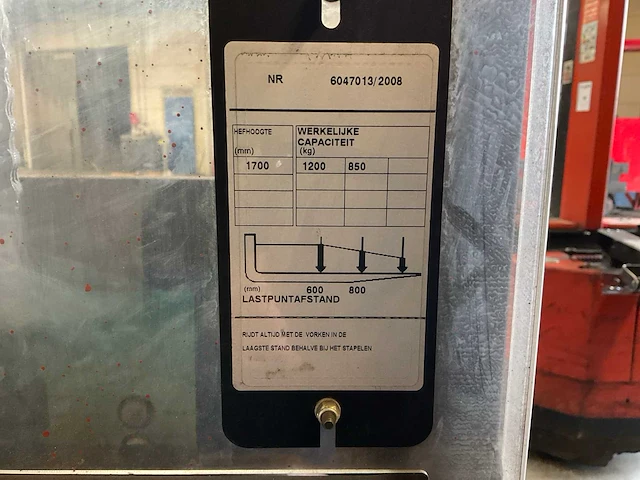 NR 6047013/2008
HEFHOOGTE
(mm)
WERKELIJKE
CAPACITEIT
(kg)
1700 1200 850
(mm) 600 800
LASTPUNTAFSTAND
RIJDT ALTIJD MET DE VORKEN IN DE
LAAGSTE STAND BEHALVE BIJ HET STAPELEN